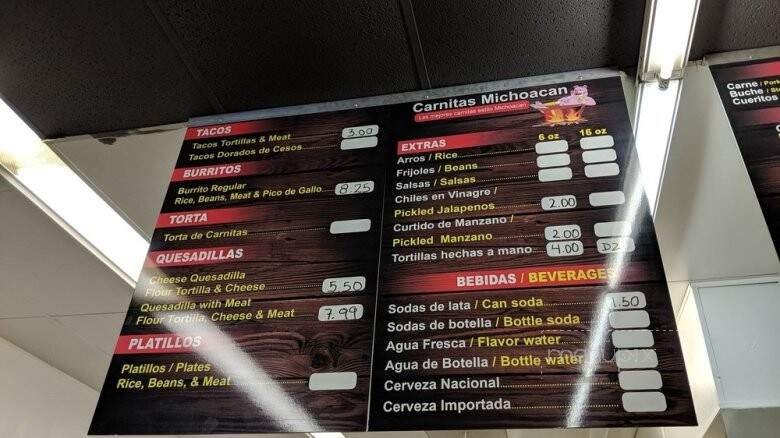 TACOS
Tacos Tortillas & Meat 3.00
Tacos Dorados de Cesos
BURRITOS
Burrito Regular
Rice, Beans, Meat & Pico de Gallo 8.25
TORTA
Torta de Carnitas
QUESADILLAS
Cheese Quesadilla
Flour Tortilla & Cheese 5.50
Quesadilla with Meat
Flour Tortilla, Cheese & Meat 7.99
PLATILLOS
Platillos / Plates
Rice, Beans, & Meat
Carnitas Michoacan
Las mejores carnitas estilo Michoacan
EXTRAS 6 oz 16 oz
Arros / Rice
Frijoles / Beans
Salsas / Salsas
Chiles en Vinagre /
Pickled Jalapenos 2.00
Curtido de Manzano /
Pickled Manzano 2.00
Tortillas hechas a mano 4.00 DZ
BEBIDAS / BEVERAGES
Sodas de lata / Can soda 1.50
Sodas de botella / Bottle soda
Agua Fresca / Flavor water
Agua de Botella / Bottle water
Cerveza Nacional
Cerveza Importada
Carne / Pork
Buche /
Cueritos